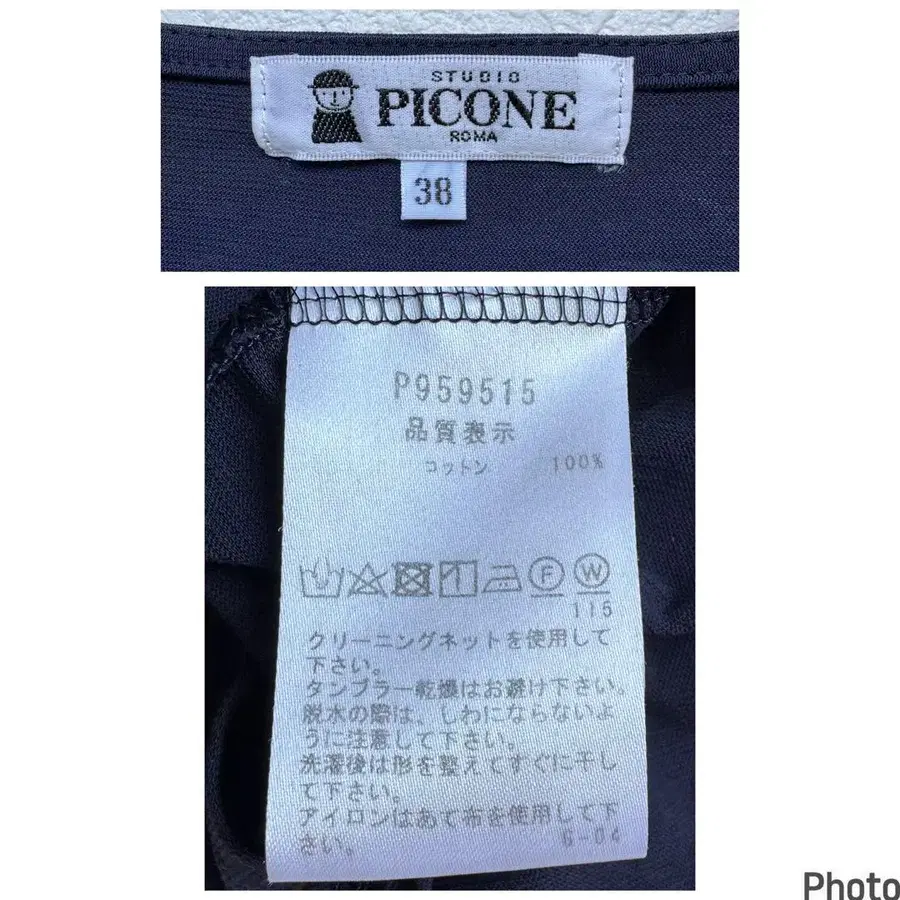 STUDIO
PICONE
ROMA
38
P959515
品質表示
コットン 100%
F W
115
クリーニングネットを使用して
下さい。
タンブラー乾燥はお避け下さい。
脱水の際は、しわにならないよ
うに注意して下さい。
洗濯後は形を整えてすぐに干し
て下さい。
アイロンはあて布を使用して下
さい。 6-04
Photo